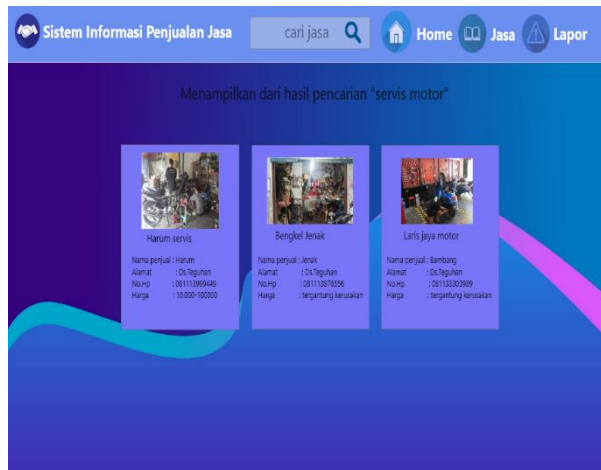 Sistem Informasi Penjualan Jasa
cari jasa
Home
Jasa
Lapor
Menampilkan dari hasil pencarian "servis motor"
Harum servis
Nama penjual : Harum
Alamat : Ds.Teguhan
No.Hp : 081113999449
Harga : 10.000-100000
Bengkel Jenak
Nama penjual : Jenak
Alamat : Ds.Teguhan
No.Hp : 081113876556
Harga : tergantung kerusakan
Laris jaya motor
Nama penjual : Bambang
Alamat : Ds.Teguhan
No.Hp : 081133303989
Harga : tergantung kerusakan